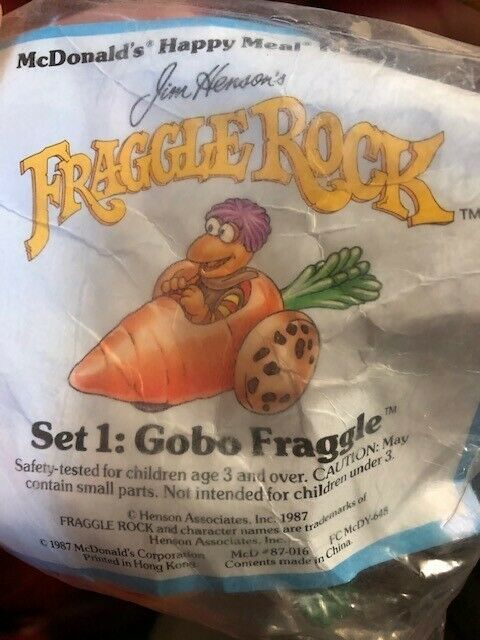 McDonald's® Happy Meal™
Jim Henson's
FRAGGLE ROCK™
Set 1: Gobo Fraggle™
Safety-tested for children age 3 and over. CAUTION: May
contain small parts. Not intended for children under 3.
© Henson Associates, Inc. 1987
FRAGGLE ROCK and character names are trademarks of
Henson Associates, Inc.
© 1987 McDonald's Corporation McD #87-016 FC McDY-648
Printed in Hong Kong. Contents made in China.